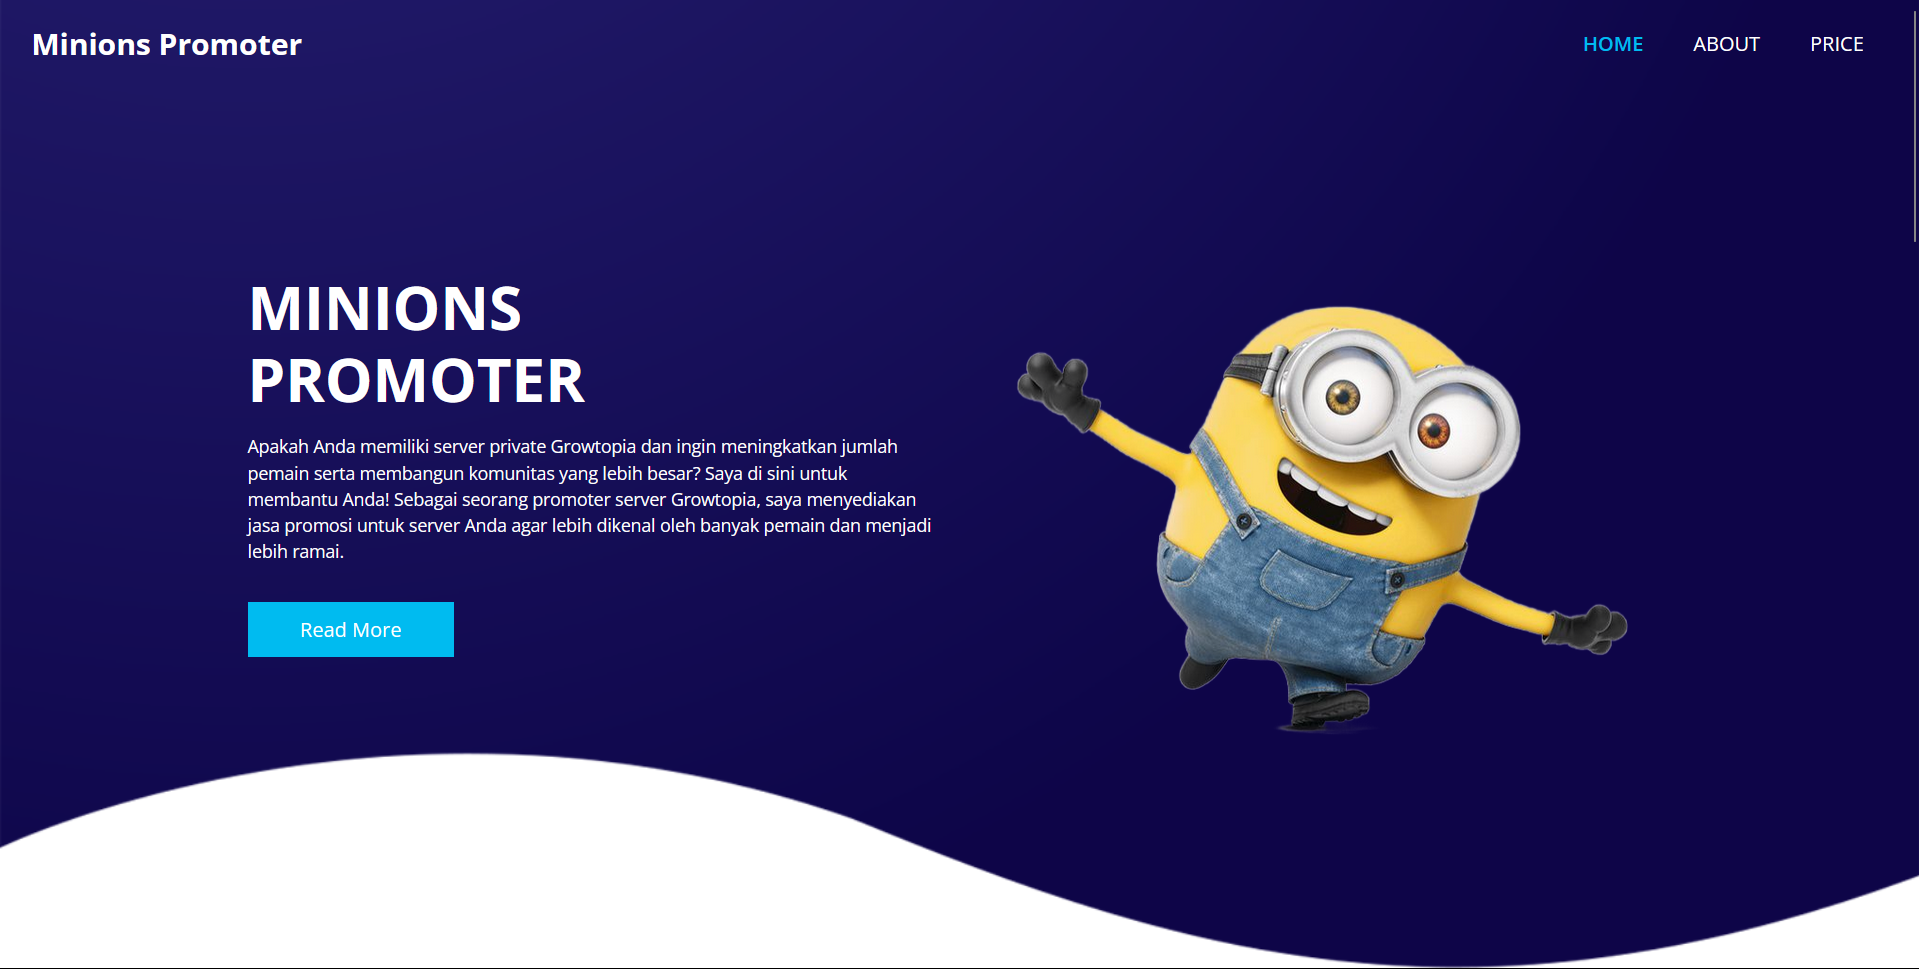 Minions Promoter
HOME ABOUT PRICE
MINIONS
PROMOTER
Apakah Anda memiliki server private Growtopia dan ingin meningkatkan jumlah
pemain serta membangun komunitas yang lebih besar? Saya di sini untuk
membantu Anda! Sebagai seorang promoter server Growtopia, saya menyediakan
jasa promosi untuk server Anda agar lebih dikenal oleh banyak pemain dan menjadi
lebih ramai.
Read More